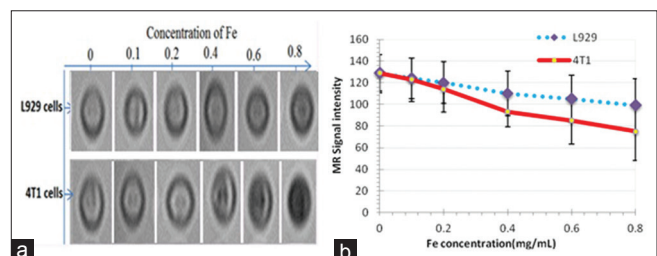 Concentration of Fe
0 0.1 0.2 0.4 0.6 0.8
L929 cells
4T1 cells
a
L929
4T1
MR Signal intensity
160
140
120
100
80
60
40
20
0
0.0 0.2 0.4 0.6 0.8
Fe concentration(mg/mL)
b